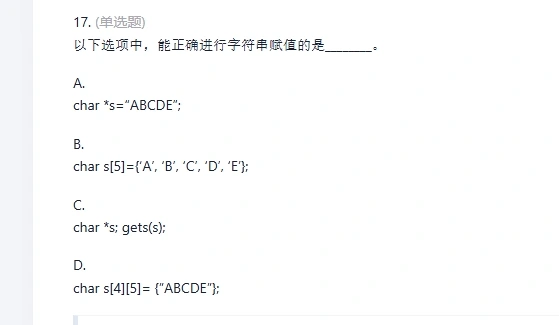 17. (单选题)
以下选项中，能正确进行字符串赋值的是________。
A.
char *s=“ABCDE”;
B.
char s[5]={‘A’, ‘B’, ‘C’, ‘D’, ‘E’};
C.
char *s; gets(s);
D.
char s[4][5]= {“ABCDE”};